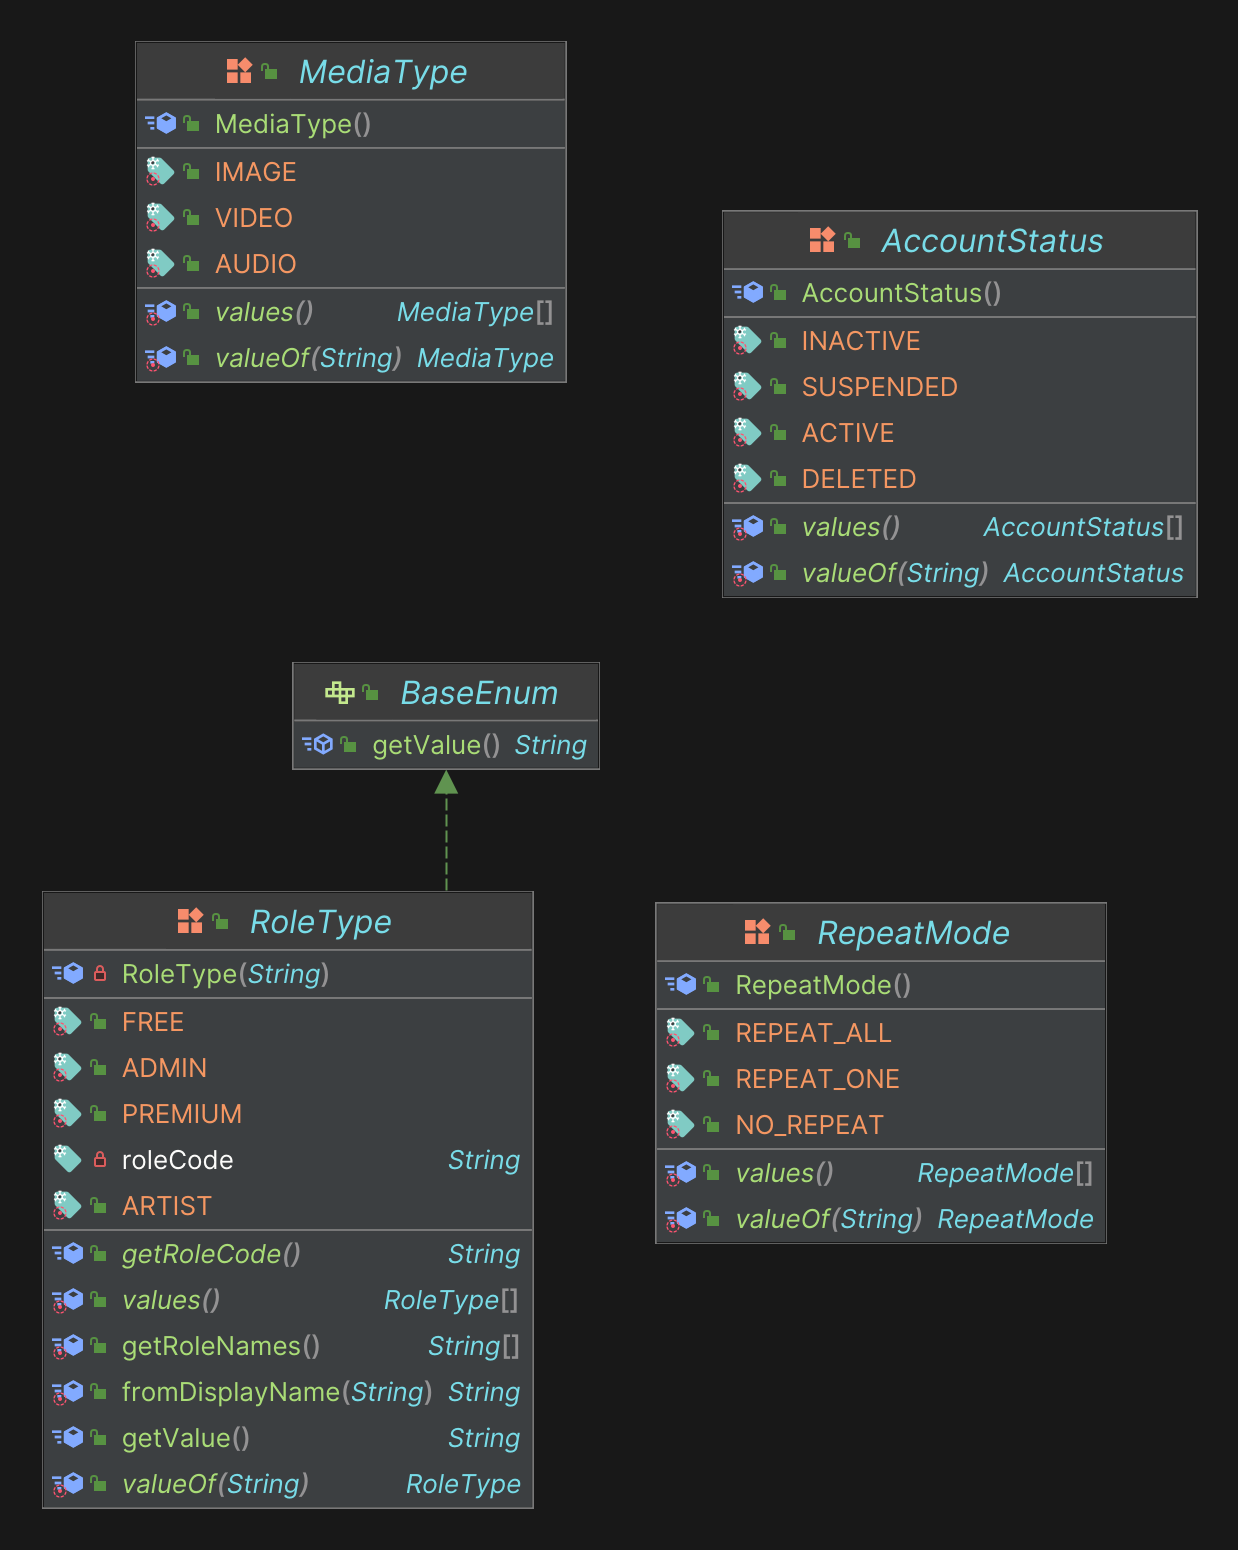 MediaType
MediaType()
IMAGE
VIDEO
AUDIO
values() MediaType[]
valueOf(String) MediaType
AccountStatus
AccountStatus()
INACTIVE
SUSPENDED
ACTIVE
DELETED
values() AccountStatus[]
valueOf(String) AccountStatus
BaseEnum
getValue() String
RoleType
RoleType(String)
FREE
ADMIN
PREMIUM
roleCode String
ARTIST
getRoleCode() String
values() RoleType[]
getRoleNames() String[]
fromDisplayName(String) String
getValue() String
valueOf(String) RoleType
RepeatMode
RepeatMode()
REPEAT_ALL
REPEAT_ONE
NO_REPEAT
values() RepeatMode[]
valueOf(String) RepeatMode